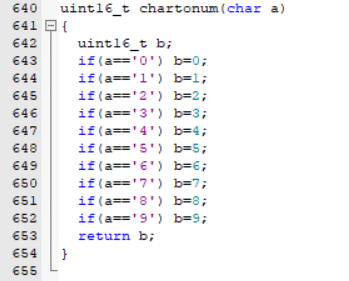 640 uint16_t chartonum(char a)
641 {
642 uint16_t b;
643 if(a=='0') b=0;
644 if(a=='1') b=1;
645 if(a=='2') b=2;
646 if(a=='3') b=3;
647 if(a=='4') b=4;
648 if(a=='5') b=5;
649 if(a=='6') b=6;
650 if(a=='7') b=7;
651 if(a=='8') b=8;
652 if(a=='9') b=9;
653 return b;
654 }
655